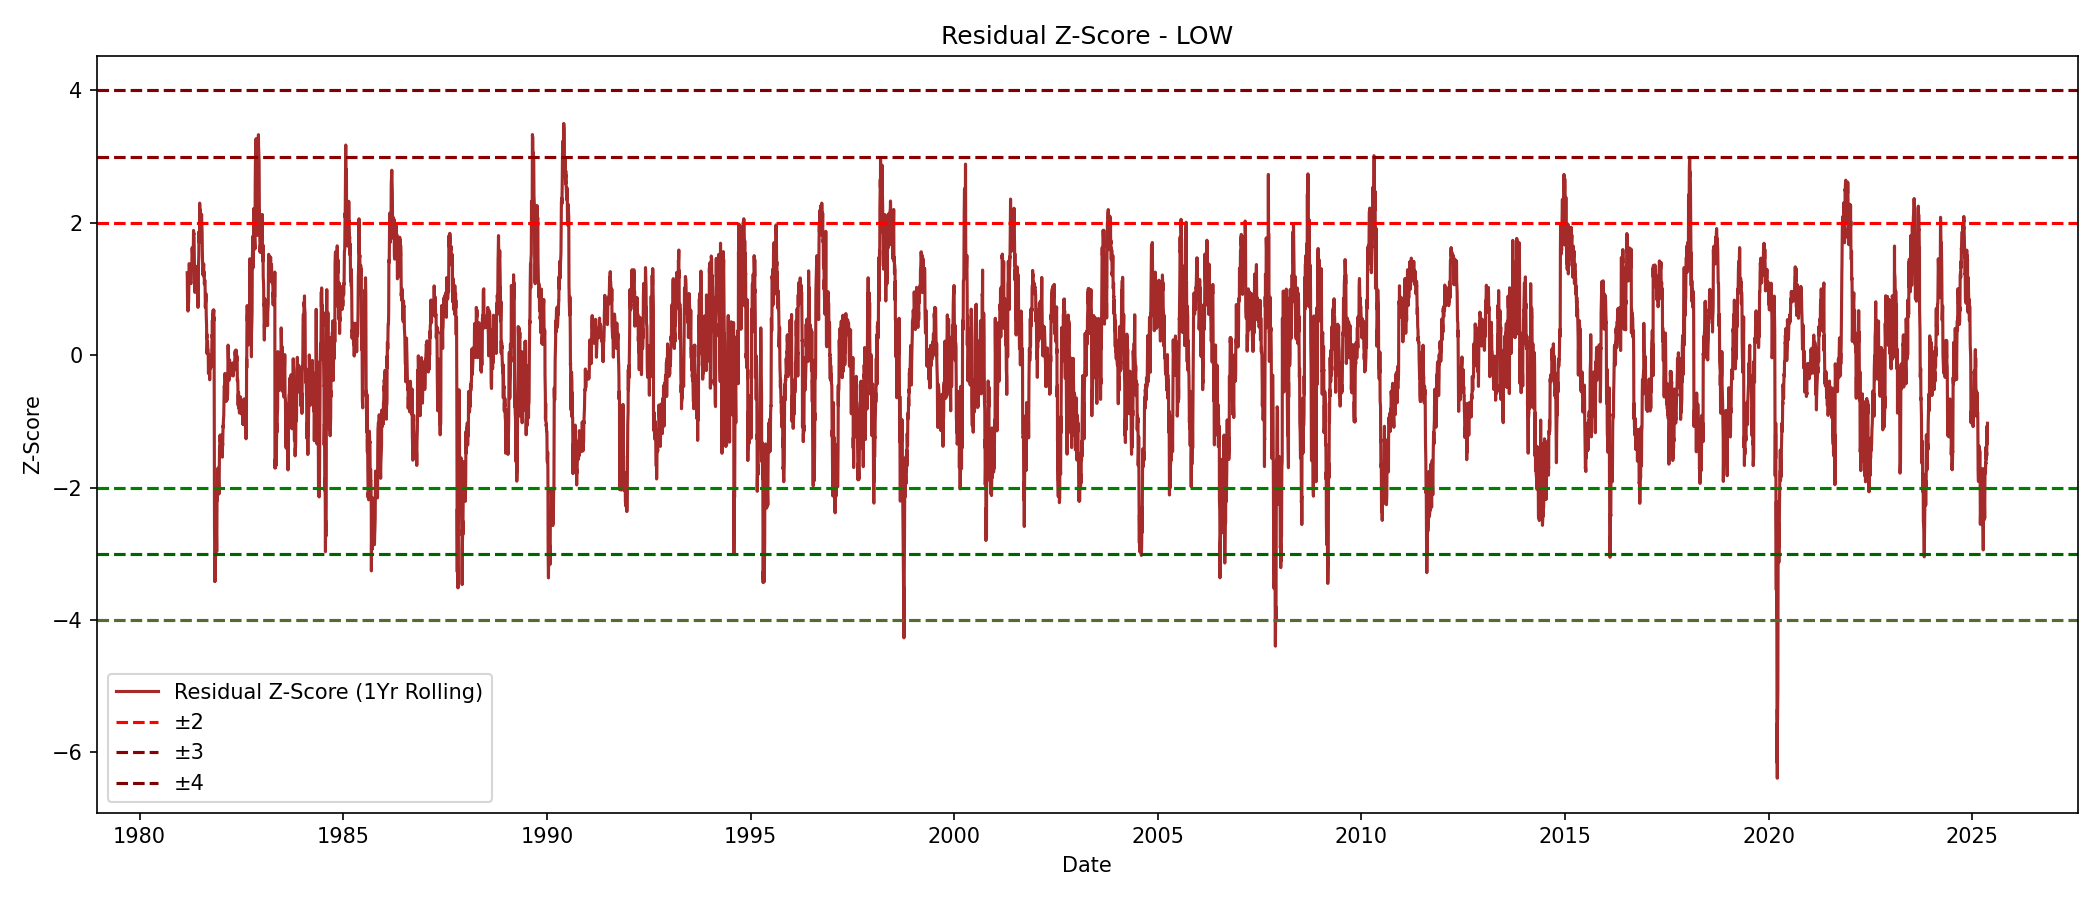 Residual Z-Score - LOW
Z-Score
4
2
0
−2
−4
−6
Residual Z-Score (1Yr Rolling)
±2
±3
±4
1980 1985 1990 1995 2000 2005 2010 2015 2020 2025
Date